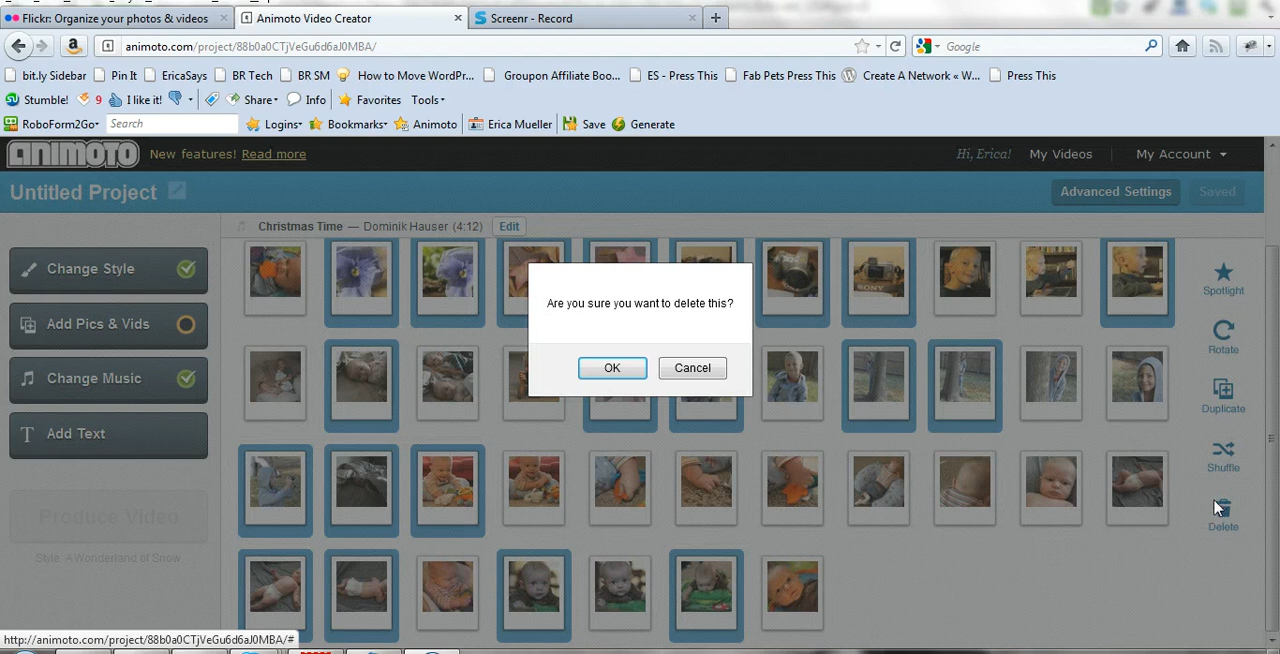 Flickr: Organize your photos & videos
Animoto Video Creator
Screenr - Record
animoto.com/project/88b0a0CTjVeGu6d6aJ0MBA/
Google
bit.ly Sidebar Pin It EricaSays BR Tech BR SM How to Move WordPr... Groupon Affiliate Boo... ES - Press This Fab Pets Press This Create A Network « W... Press This
Stumble! 9 I like it! Share Info Favorites Tools
RoboForm2Go Search Logins Bookmarks Animoto Erica Mueller Save Generate
ANIMOTO New features! Read more Hi, Erica! My Videos | My Account
Untitled Project Advanced Settings Saved
Christmas Time — Dominik Hauser (4:12) Edit
Change Style
Add Pics & Vids
Change Music
Add Text
Produce Video
Style: A Wonderland of Snow
Are you sure you want to delete this?
OK Cancel
SONY
Spotlight
Rotate
Duplicate
Shuffle
Delete
http://animoto.com/project/88b0a0CTjVeGu6d6aJ0MBA/#